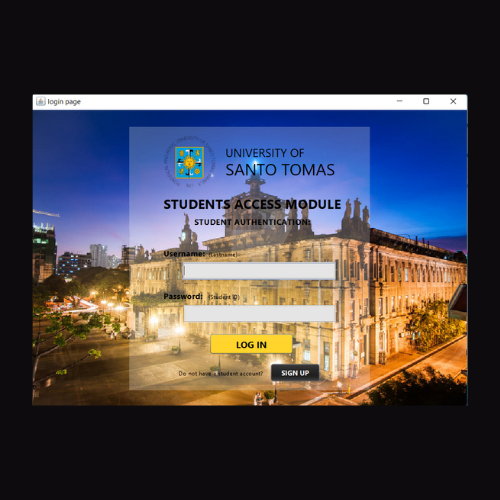 login page
UNIVERSITY OF
SANTO TOMAS
STUDENTS ACCESS MODULE
STUDENT AUTHENTICATION!
Username: (Lastname)
Password: (Student ID)
LOG IN
Do not have a student account? SIGN UP